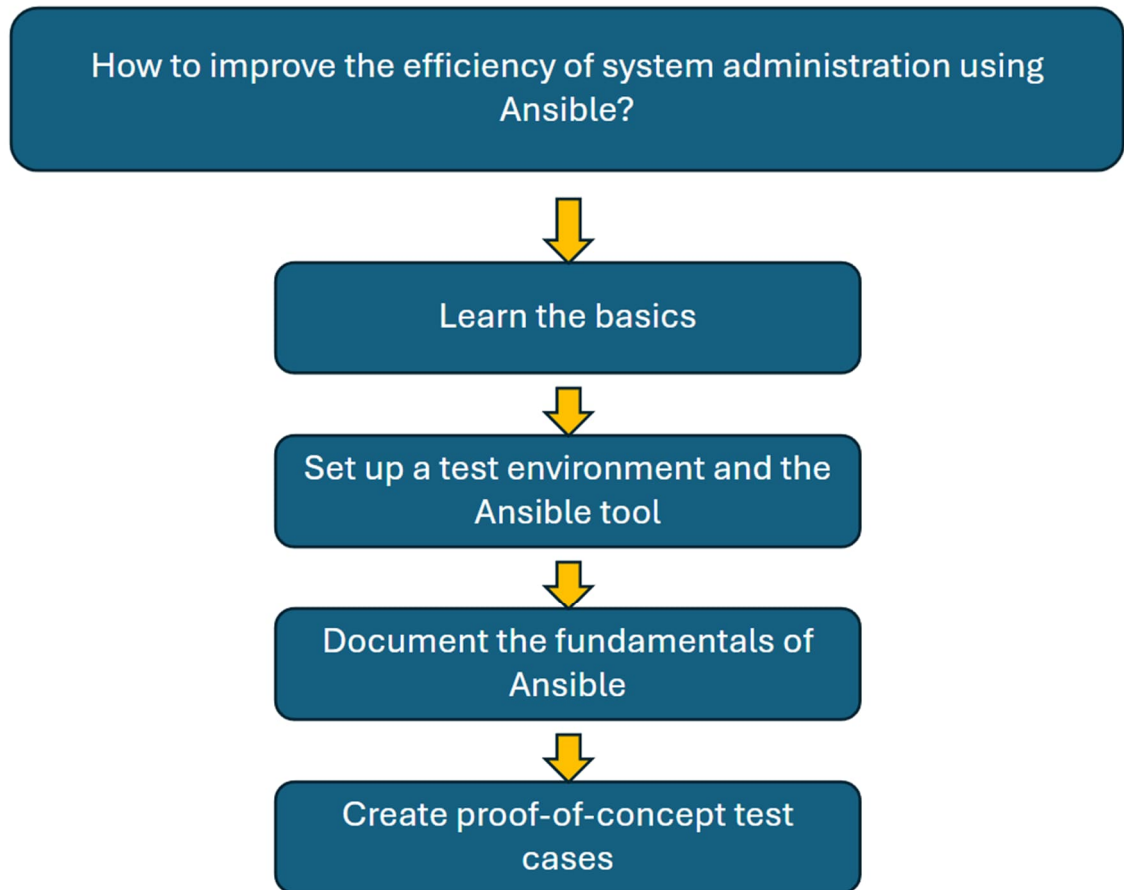 How to improve the efficiency of system administration using
Ansible?
Learn the basics
Set up a test environment and the
Ansible tool
Document the fundamentals of
Ansible
Create proof-of-concept test
cases